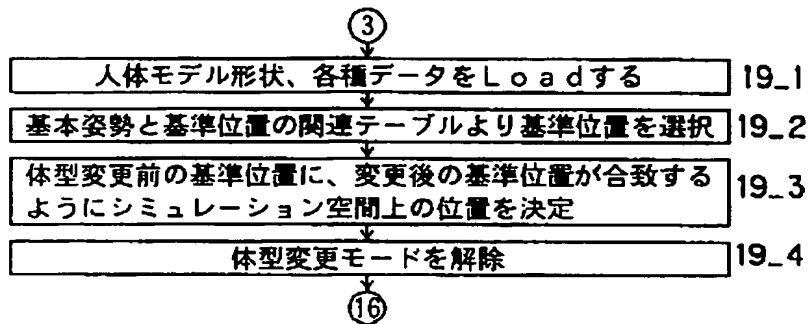 3
人体モデル形状、各種データをLoadする 19_1
基本姿勢と基準位置の関連テーブルより基準位置を選択 19_2
体型変更前の基準位置に、変更後の基準位置が合致する
ようにシミュレーション空間上の位置を決定 19_3
体型変更モードを解除 19_4
16